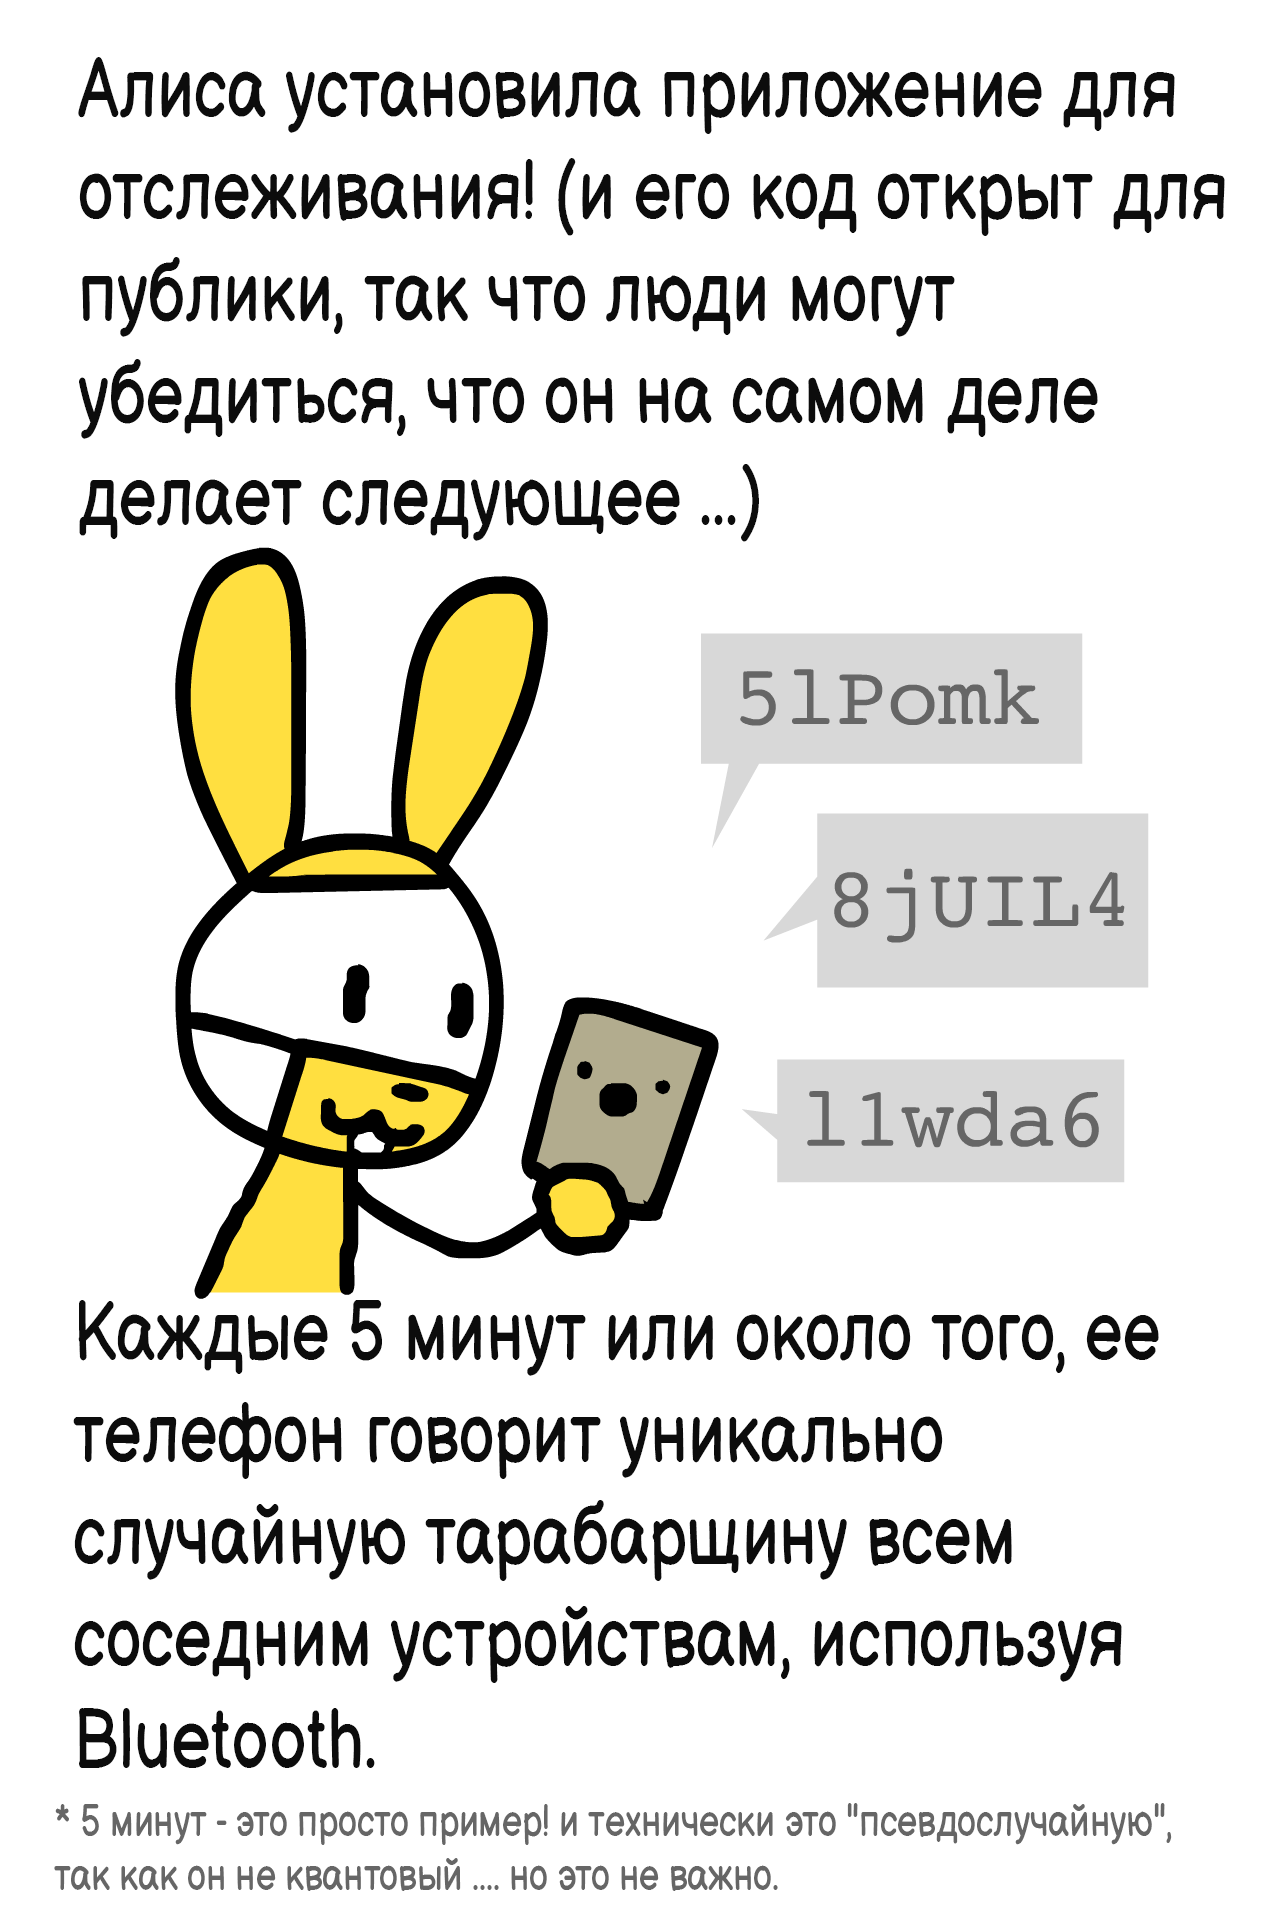 Алиса установила приложение для
отслеживания! (и его код открыт для
публики, так что люди могут
убедиться, что он на самом деле
делает следующее ...)
5lPomk
8jUIL4
l1wda6
Каждые 5 минут или около того, ее
телефон говорит уникально
случайную тарабарщину всем
соседним устройствам, используя
Bluetooth.
* 5 минут - это просто пример! и технически это "псевдослучайную",
так как он не квантовый .... но это не важно.